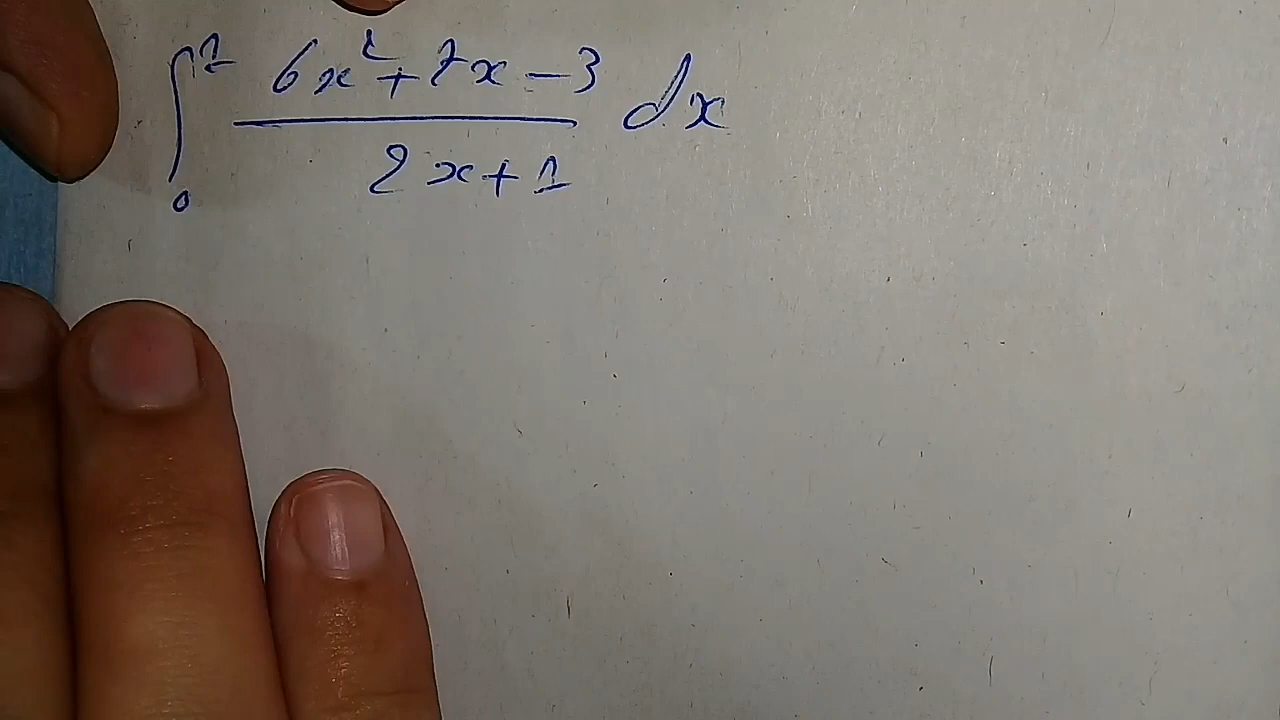 ∫₀¹ (6x² + 7x - 3)/(2x + 1) dx